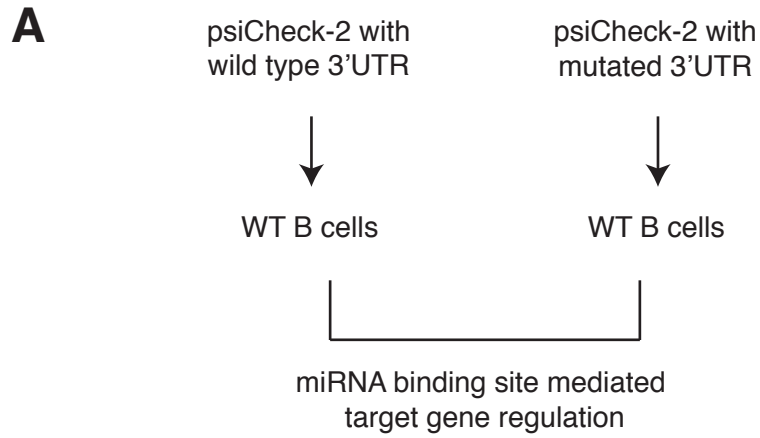 A
psiCheck-2 with
wild type 3’UTR
psiCheck-2 with
mutated 3’UTR
WT B cells
WT B cells
miRNA binding site mediated
target gene regulation